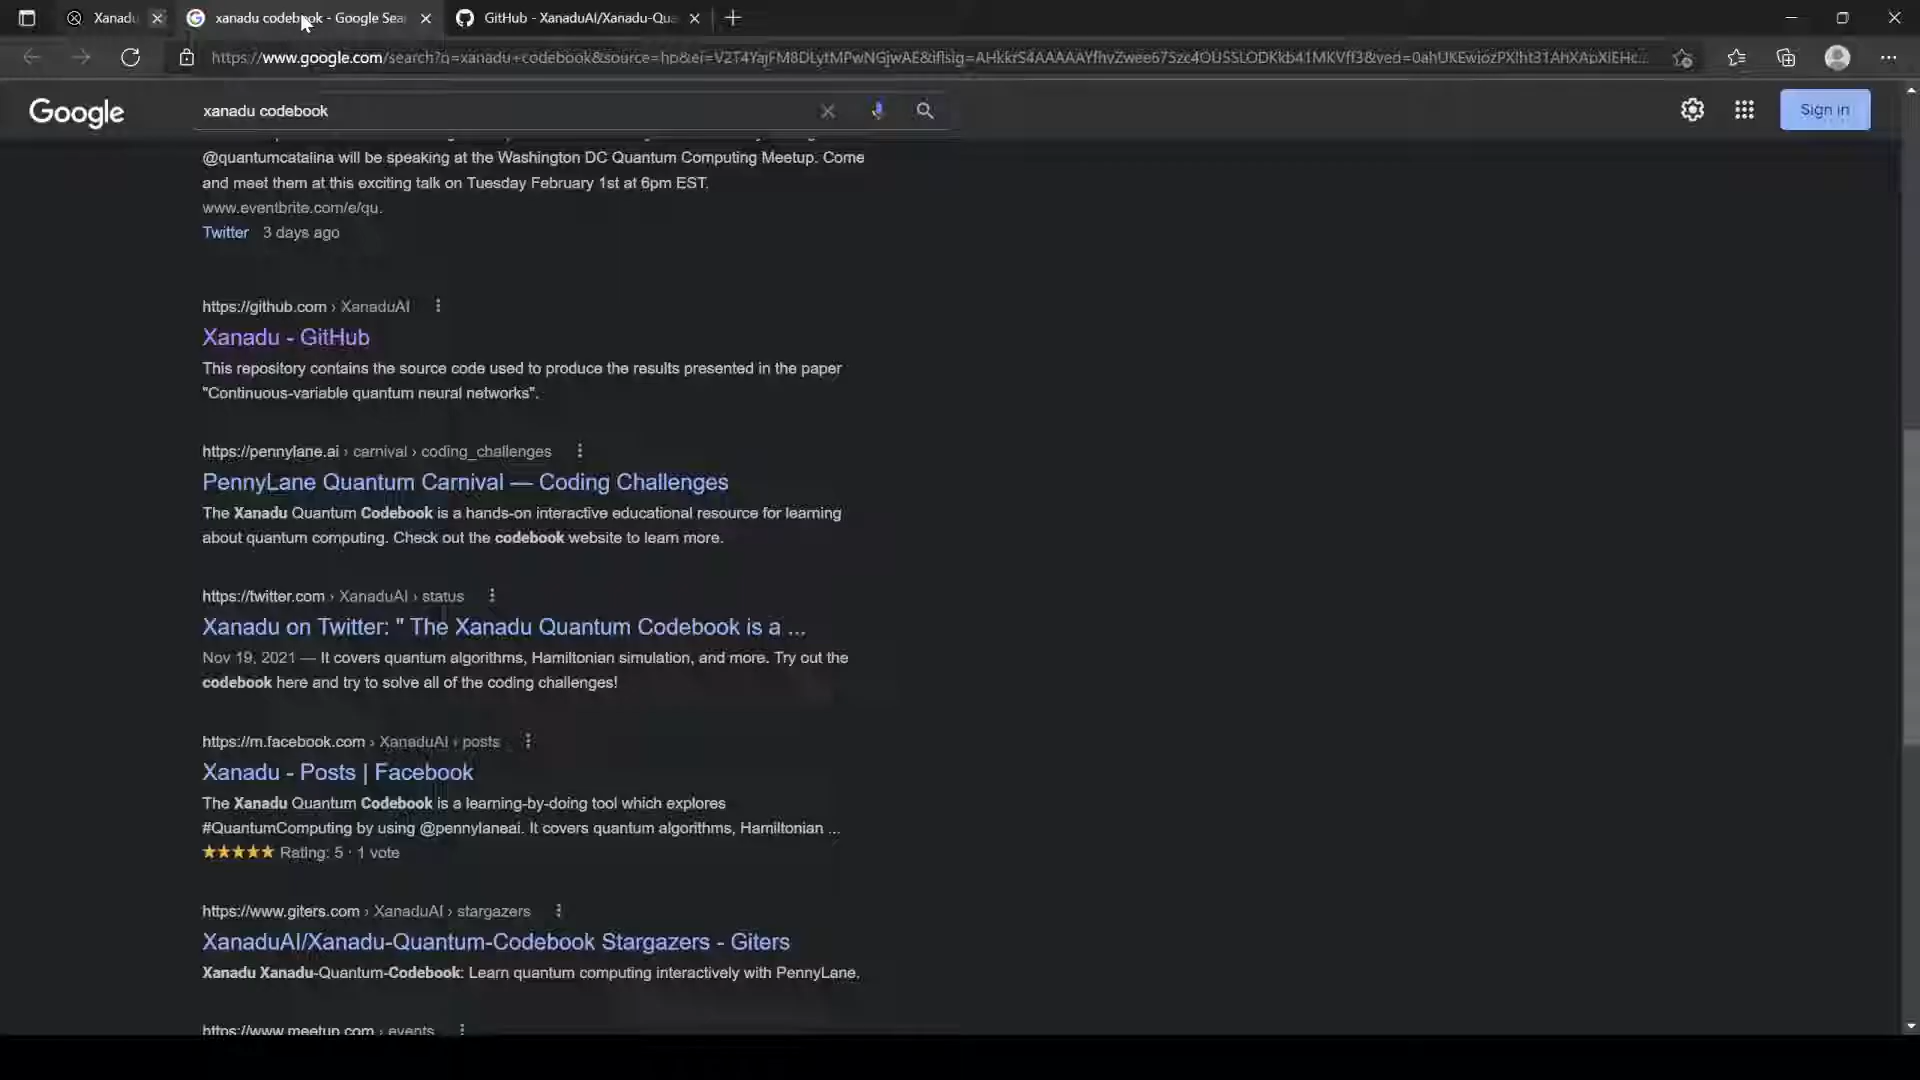 Xanadu
xanadu codebook - Google Sea
GitHub - XanaduAI/Xanadu-Qua
Google
xanadu codebook
Sign in
@quantumcatalina will be speaking at the Washington DC Quantum Computing Meetup. Come
and meet them at this exciting talk on Tuesday February 1st at 6pm EST.
www.eventbrite.com/e/qu.
Twitter 3 days ago
https://github.com › XanaduAI
Xanadu - GitHub
This repository contains the source code used to produce the results presented in the paper
"Continuous-variable quantum neural networks".
https://pennylane.ai › carnival › coding_challenges
PennyLane Quantum Carnival — Coding Challenges
The Xanadu Quantum Codebook is a hands-on interactive educational resource for learning
about quantum computing. Check out the codebook website to learn more.
https://twitter.com › XanaduAI › status
Xanadu on Twitter: " The Xanadu Quantum Codebook is a ...
Nov 19, 2021 — It covers quantum algorithms, Hamiltonian simulation, and more. Try out the
codebook here and try to solve all of the coding challenges!
https://m.facebook.com › XanaduAI › posts
Xanadu - Posts | Facebook
The Xanadu Quantum Codebook is a learning-by-doing tool which explores
#QuantumComputing by using @pennylaneai. It covers quantum algorithms, Hamiltonian ...
Rating: 5 · 1 vote
https://www.giters.com › XanaduAI › stargazers
XanaduAI/Xanadu-Quantum-Codebook Stargazers - Giters
Xanadu Xanadu-Quantum-Codebook: Learn quantum computing interactively with PennyLane.
https://www.meetup.com › events